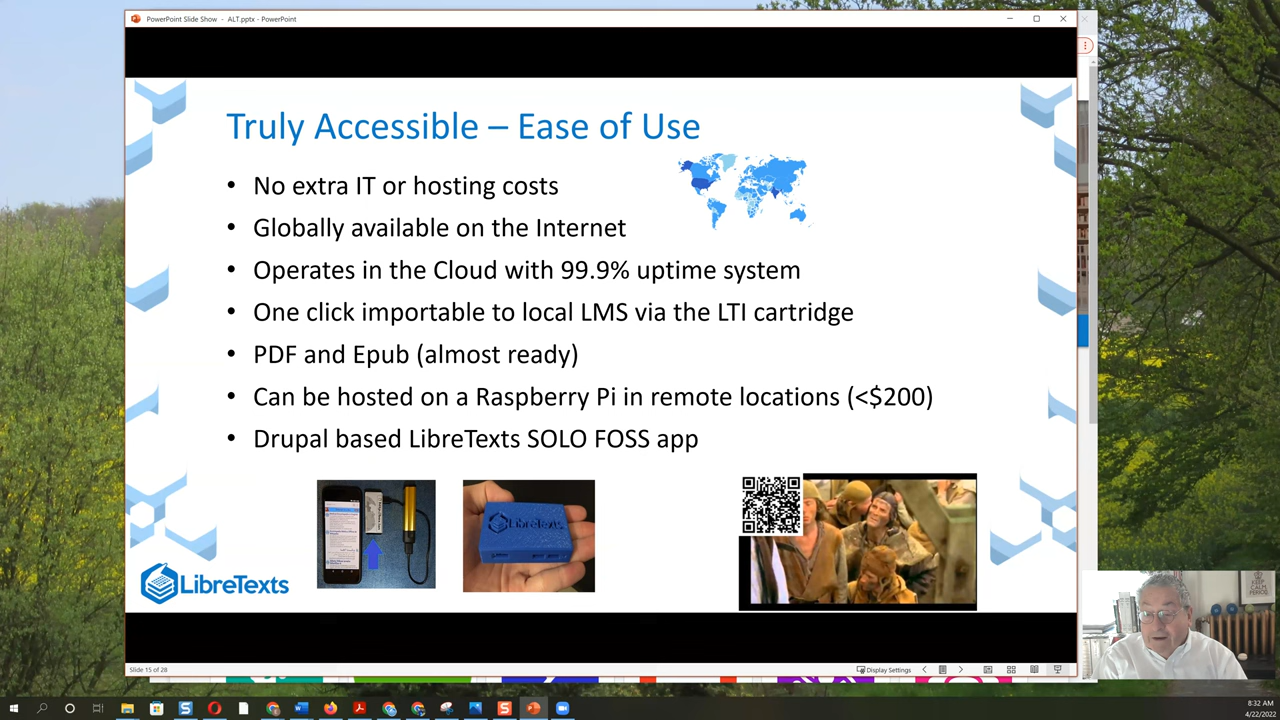 PowerPoint Slide Show - ALT.pptx - PowerPoint
Truly Accessible – Ease of Use
• No extra IT or hosting costs
• Globally available on the Internet
• Operates in the Cloud with 99.9% uptime system
• One click importable to local LMS via the LTI cartridge
• PDF and Epub (almost ready)
• Can be hosted on a Raspberry Pi in remote locations (<$200)
• Drupal based LibreTexts SOLO FOSS app
LibreTexts
LibreTexts
KEEP
CALM
PERIOD.
Slide 15 of 28
Display Settings
8:32 AM
4/22/2022